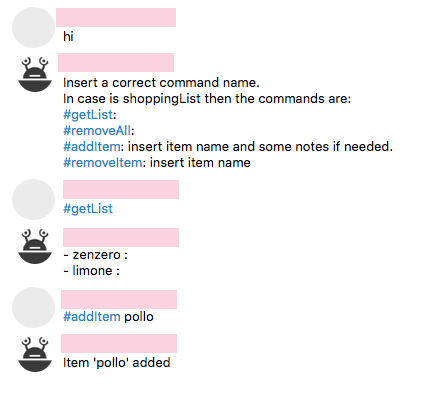 hi
Insert a correct command name.
In case is shoppingList then the commands are:
#getList:
#removeAll:
#addItem: insert item name and some notes if needed.
#removeItem: insert item name
#getList
- zenzero :
- limone :
#addItem pollo
Item 'pollo' added